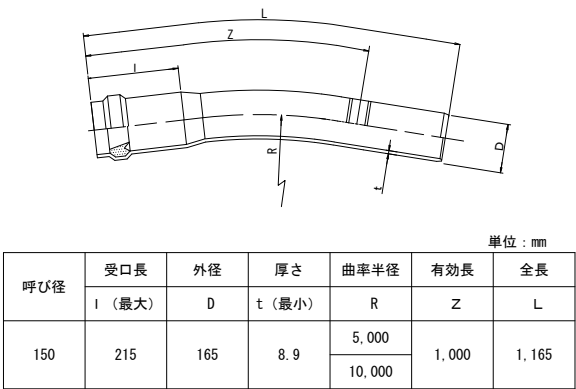 L
Z
l
R
D
t
単位：mm
呼び径 受口長 外径 厚さ 曲率半径 有効長 全長
l（最大） D t（最小） R Z L
150 215 165 8.9 5,000 1,000 1,165
10,000